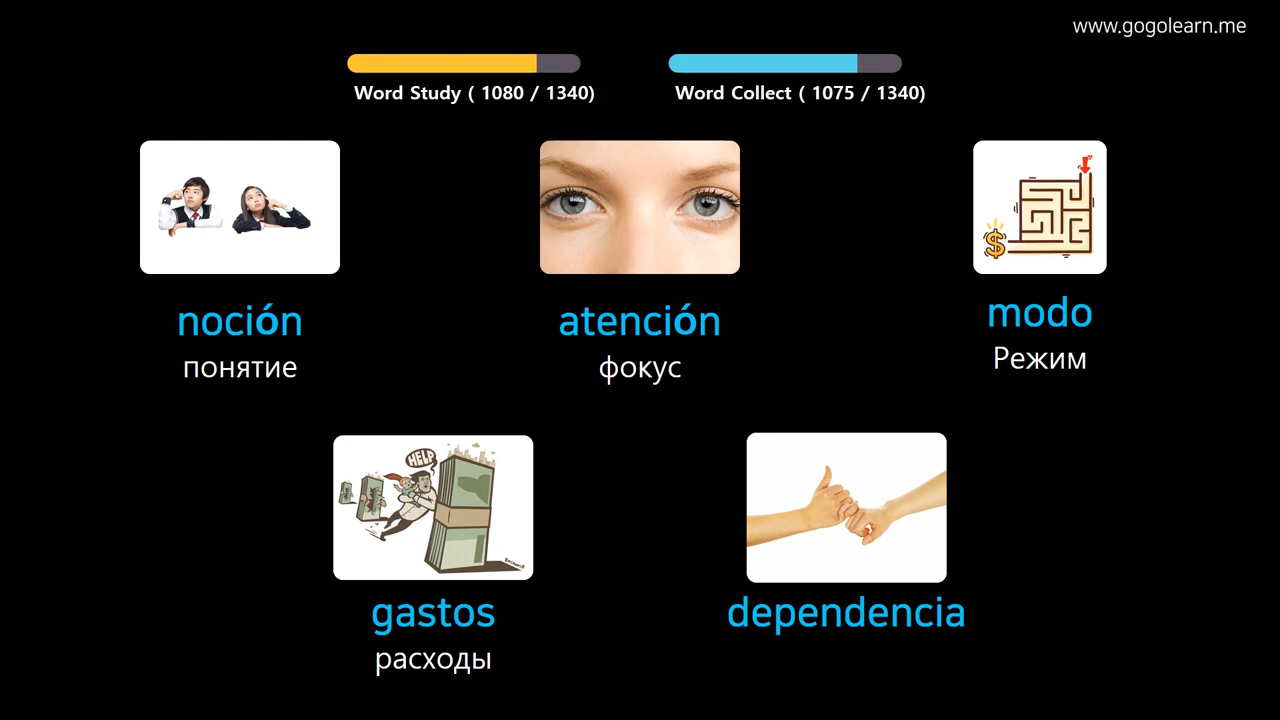 www.gogolearn.me
Word Study ( 1080 / 1340)
Word Collect ( 1075 / 1340)
noción
понятие
atención
фокус
modo
Режим
HELP
$
gastos
расходы
dependencia